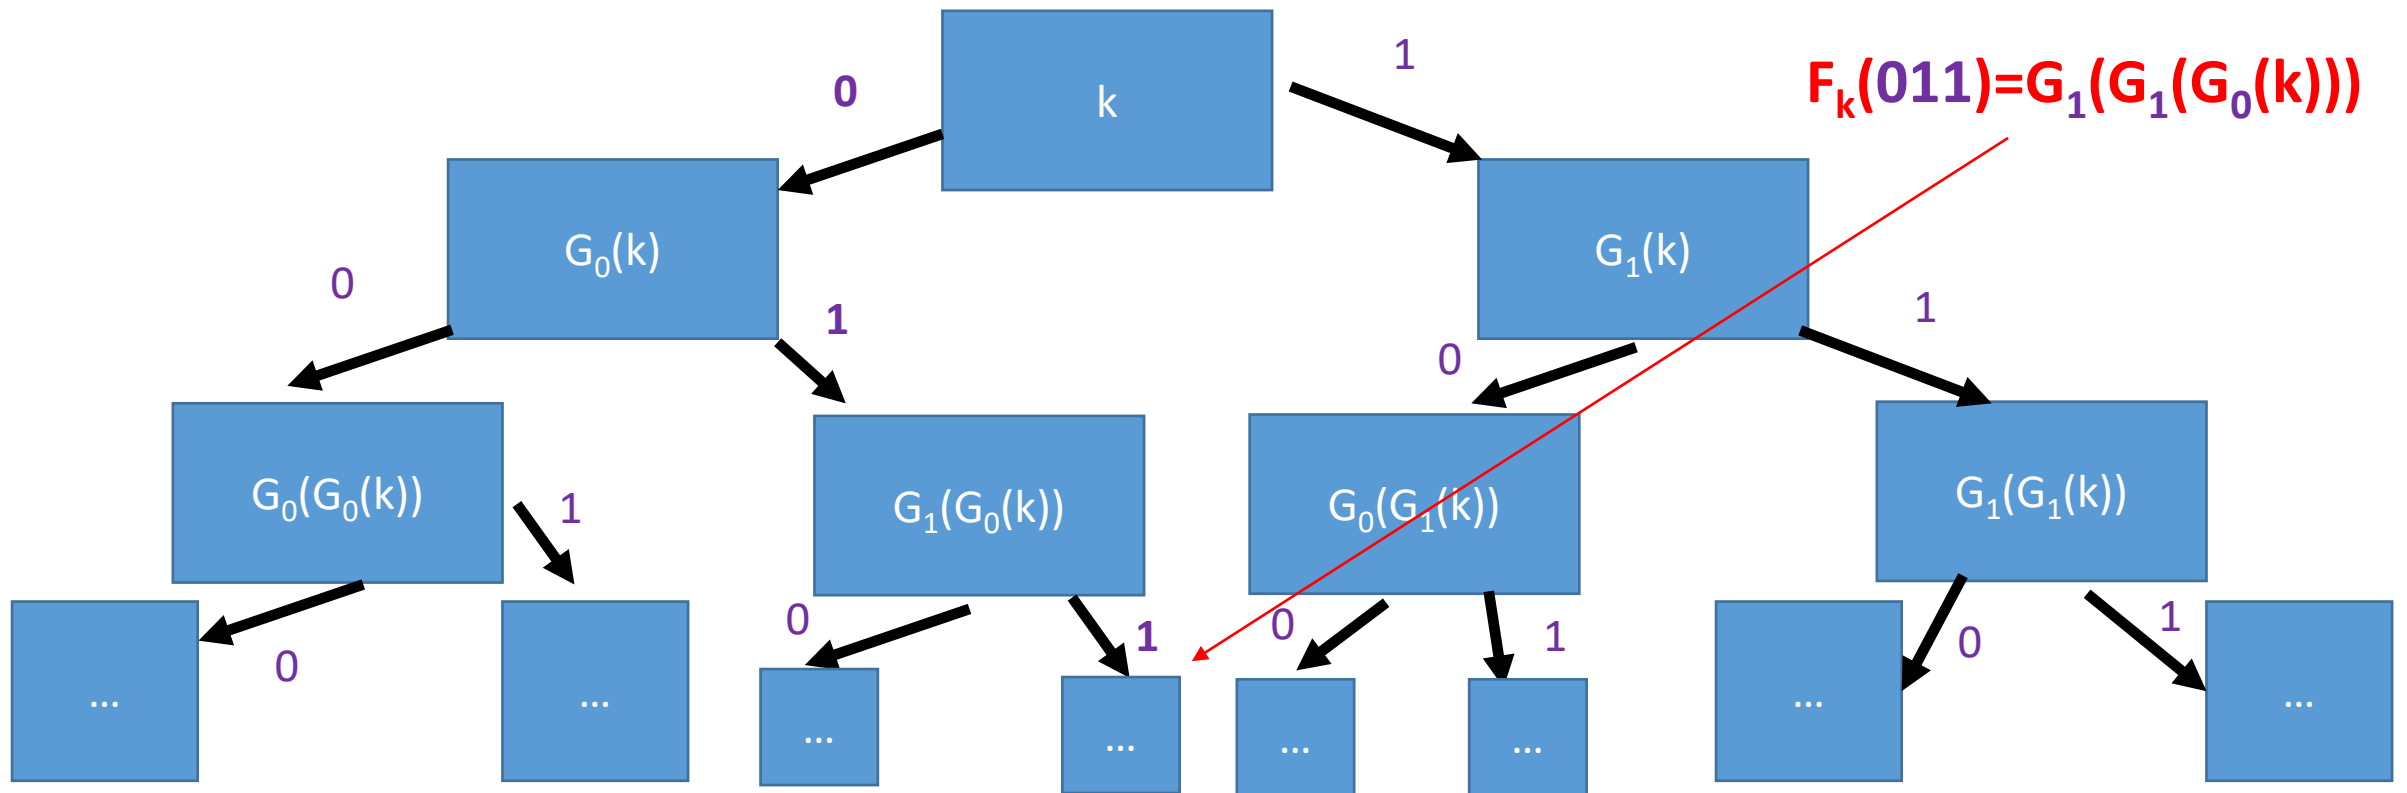 k
0
1
F_k(011)=G_1(G_1(G_0(k)))
G_0(k)
G_1(k)
0
1
0
1
G_0(G_0(k))
G_1(G_0(k))
G_0(G_1(k))
G_1(G_1(k))
0
1
0
1
0
1
0
1
...
...
...
...
...
...
...
...